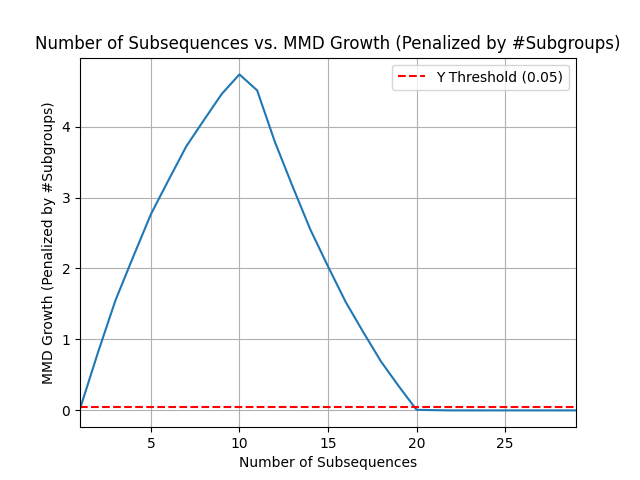 Number of Subsequences vs. MMD Growth (Penalized by #Subgroups)
Y Threshold (0.05)
MMD Growth (Penalized by #Subgroups)
4
3
2
1
0
5 10 15 20 25
Number of Subsequences